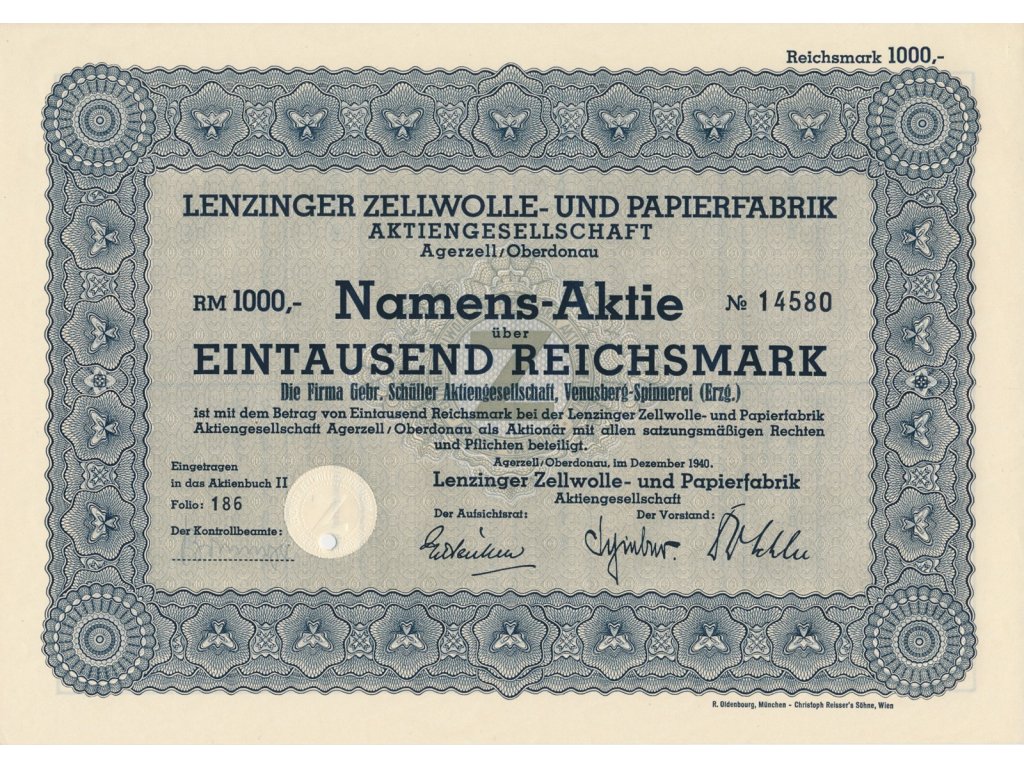 Reichsmark 1000,-
LENZINGER ZELLWOLLE- UND PAPIERFABRIK
AKTIENGESELLSCHAFT
Agerzell/Oberdonau
RM 1000,- Namens-Aktie № 14580
über
EINTAUSEND REICHSMARK
Die Firma Gebr. Schüller Aktiengesellschaft, Venusberg-Spinnerei (Erzg.)
ist mit dem Betrag von Eintausend Reichsmark bei der Lenzinger Zellwolle- und Papierfabrik
Aktiengesellschaft Agerzell/Oberdonau als Aktionär mit allen satzungsmäßigen Rechten
und Pflichten beteiligt.
Agerzell/Oberdonau, im Dezember 1940.
Lenzinger Zellwolle- und Papierfabrik
Aktiengesellschaft
Der Aufsichtsrat: Der Vorstand:
Eingetragen
in das Aktienbuch II
Folio: 186
Der Kontrollbeamte:
R. Oldenbourg, München - Christoph Reisser's Söhne, Wien